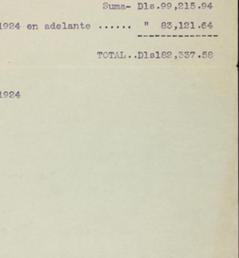 Suma- Dls.99,215.94
1924 en adelante ...... " 83,121.64
TOTAL..Dls182,337.58
1924